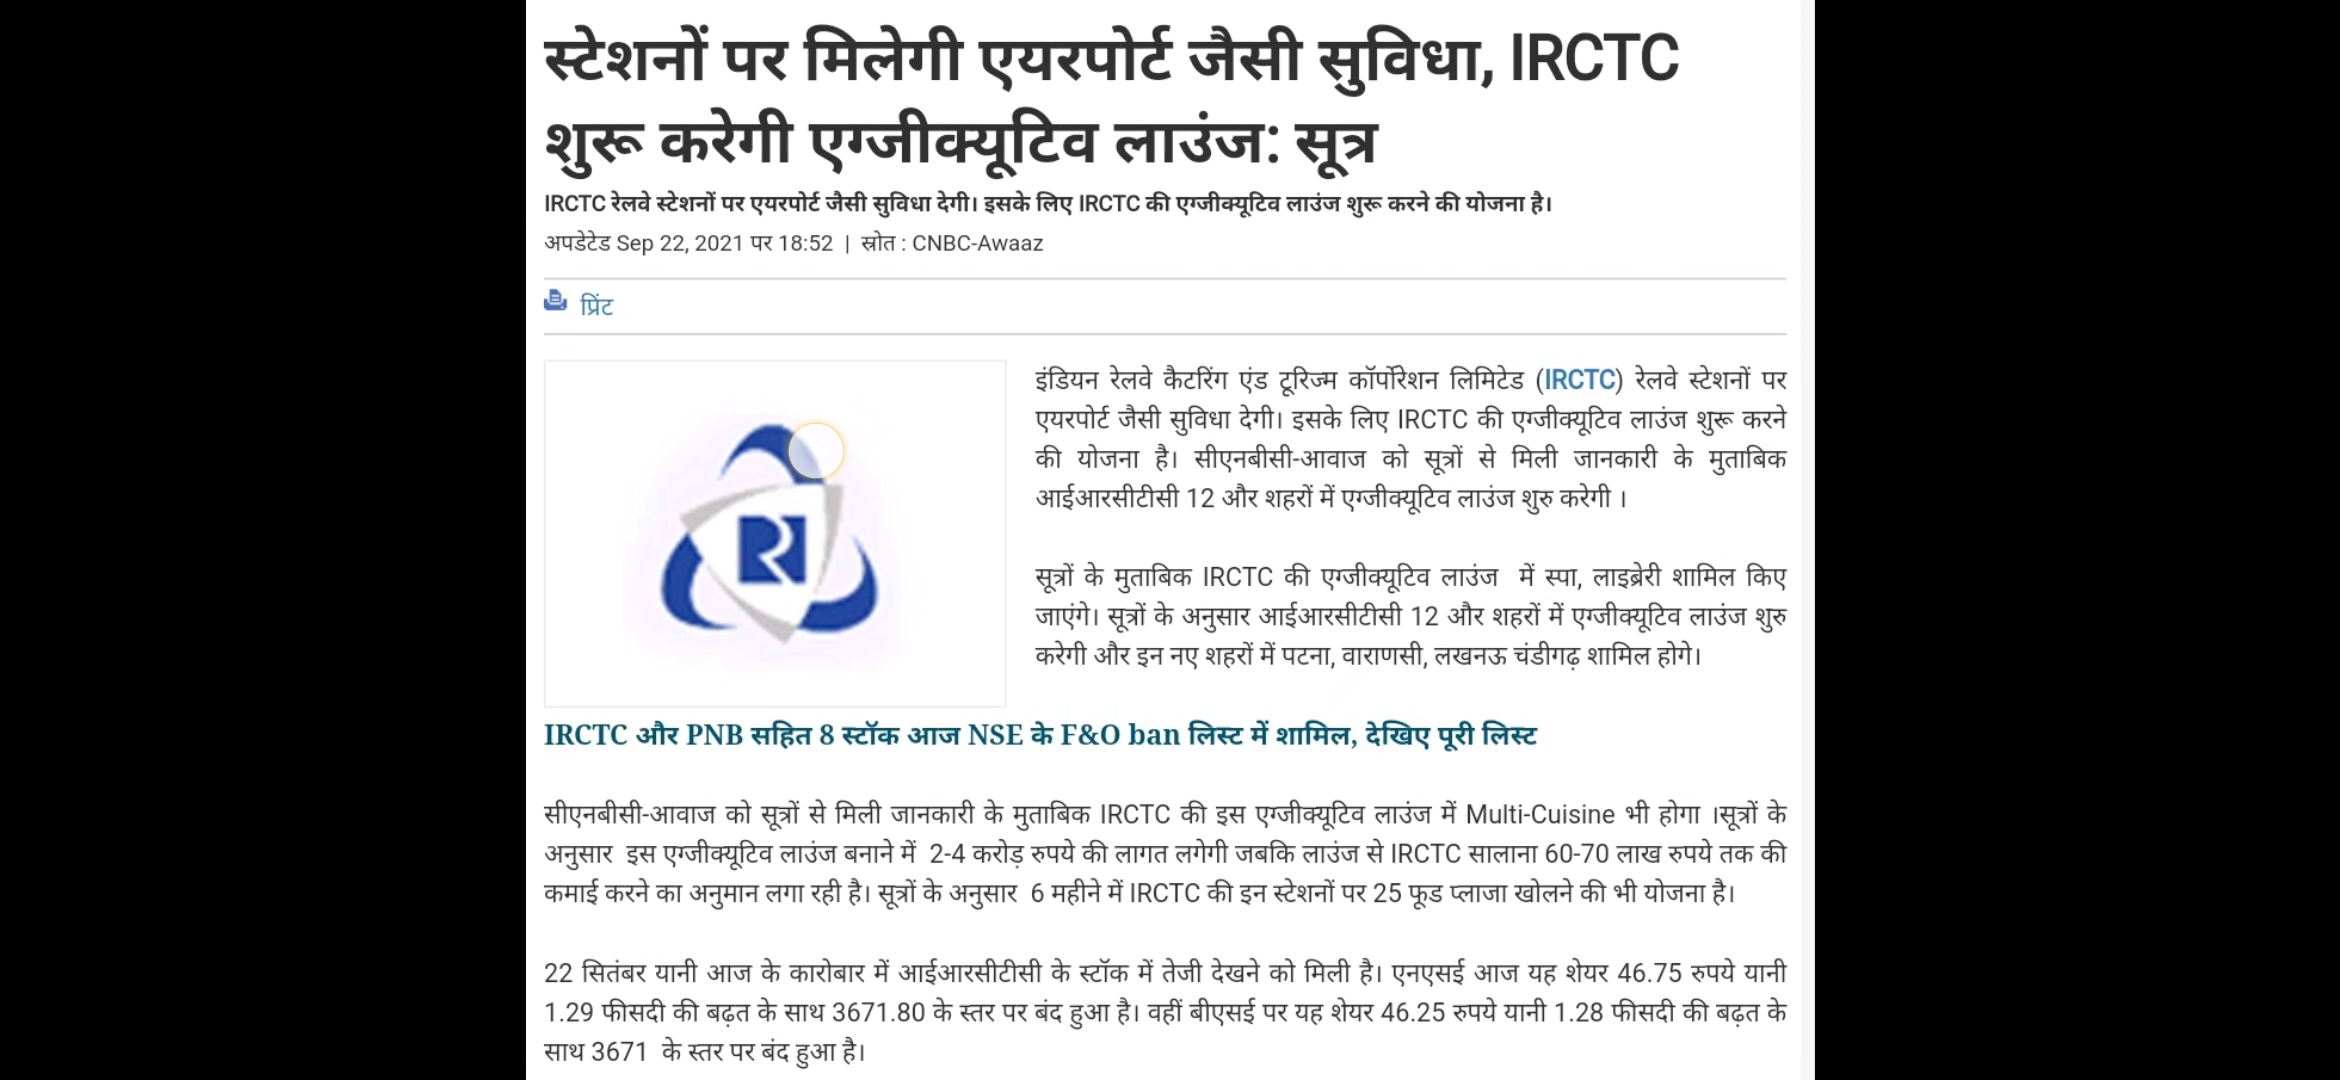 स्टेशनों पर मिलेगी एयरपोर्ट जैसी सुविधा, IRCTC
शुरू करेगी एग्जीक्यूटिव लाउंज: सूत्र
IRCTC रेलवे स्टेशनों पर एयरपोर्ट जैसी सुविधा देगी। इसके लिए IRCTC की एग्जीक्यूटिव लाउंज शुरू करने की योजना है।
अपडेटेड Sep 22, 2021 पर 18:52 | स्रोत : CNBC-Awaaz
प्रिंट
इंडियन रेलवे कैटरिंग एंड टूरिज्म कॉर्पोरेशन लिमिटेड (IRCTC) रेलवे स्टेशनों पर
एयरपोर्ट जैसी सुविधा देगी। इसके लिए IRCTC की एग्जीक्यूटिव लाउंज शुरू करने
की योजना है। सीएनबीसी-आवाज को सूत्रों से मिली जानकारी के मुताबिक
आईआरसीटीसी 12 और शहरों में एग्जीक्यूटिव लाउंज शुरु करेगी ।
सूत्रों के मुताबिक IRCTC की एग्जीक्यूटिव लाउंज में स्पा, लाइब्रेरी शामिल किए
जाएंगे। सूत्रों के अनुसार आईआरसीटीसी 12 और शहरों में एग्जीक्यूटिव लाउंज शुरु
करेगी और इन नए शहरों में पटना, वाराणसी, लखनऊ चंडीगढ़ शामिल होगे।
IRCTC और PNB सहित 8 स्टॉक आज NSE के F&O ban लिस्ट में शामिल, देखिए पूरी लिस्ट
सीएनबीसी-आवाज को सूत्रों से मिली जानकारी के मुताबिक IRCTC की इस एग्जीक्यूटिव लाउंज में Multi-Cuisine भी होगा ।सूत्रों के
अनुसार इस एग्जीक्यूटिव लाउंज बनाने में 2-4 करोड़ रुपये की लागत लगेगी जबकि लाउंज से IRCTC सालाना 60-70 लाख रुपये तक की
कमाई करने का अनुमान लगा रही है। सूत्रों के अनुसार 6 महीने में IRCTC की इन स्टेशनों पर 25 फूड प्लाजा खोलने की भी योजना है।
22 सितंबर यानी आज के कारोबार में आईआरसीटीसी के स्टॉक में तेजी देखने को मिली है। एनएसई आज यह शेयर 46.75 रुपये यानी
1.29 फीसदी की बढ़त के साथ 3671.80 के स्तर पर बंद हुआ है। वहीं बीएसई पर यह शेयर 46.25 रुपये यानी 1.28 फीसदी की बढ़त के
साथ 3671 के स्तर पर बंद हुआ है।